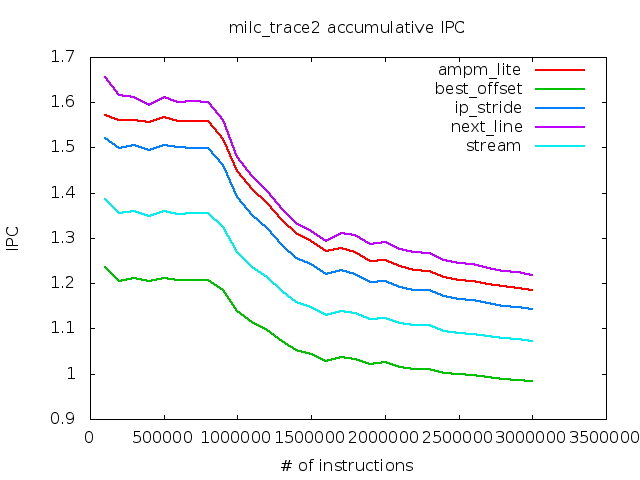 milc_trace2 accumulative IPC
1.7
1.6
1.5
1.4
1.3
1.2
1.1
1
0.9
IPC
ampm_lite
best_offset
ip_stride
next_line
stream
0 500000 1000000 1500000 2000000 2500000 3000000 3500000
# of instructions